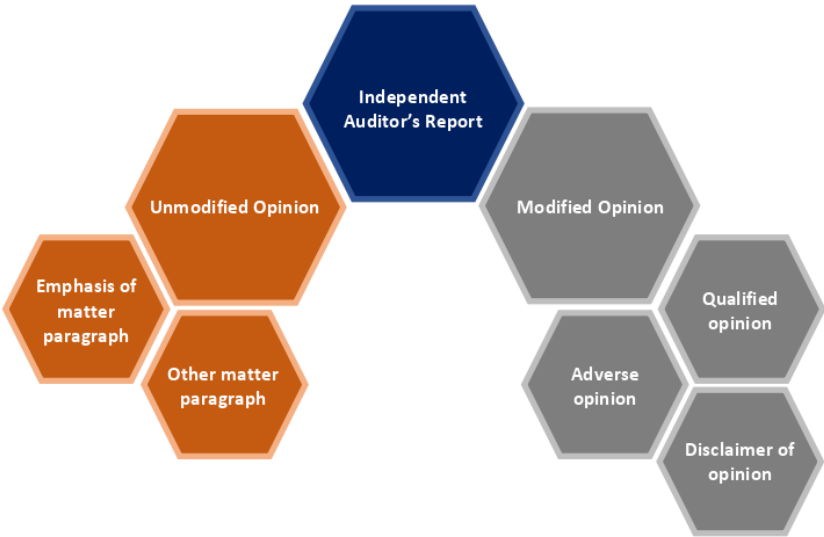 Independent
Auditor's Report
Unmodified Opinion
Modified Opinion
Emphasis of
matter
paragraph
Other matter
paragraph
Qualified
opinion
Adverse
opinion
Disclaimer of
opinion